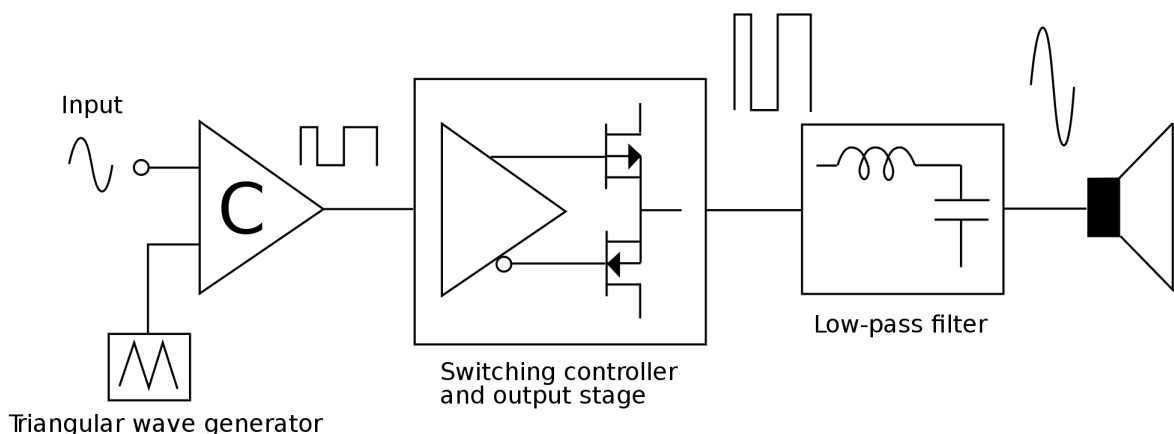 Input
C
Low-pass filter
Switching controller
and output stage
Triangular wave generator